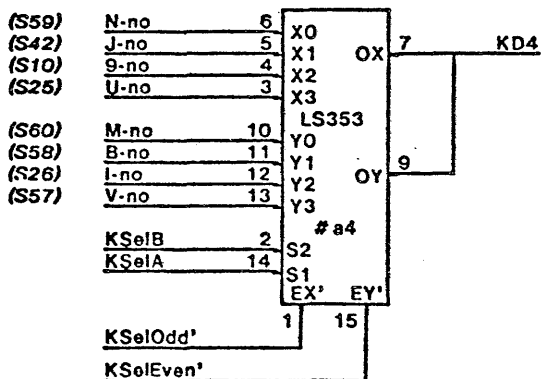 (S59) N-no 6 X0
(S42) J-no 5 X1 OX 7 KD4
(S10) 9-no 4 X2
(S25) U-no 3 X3
LS353
(S60) M-no 10 Y0
(S58) B-no 11 Y1
(S26) I-no 12 Y2 OY 9
(S57) V-no 13 Y3
#a4
KSelB 2 S2
KSelA 14 S1
EX' EY'
1 15
KSelOdd'
KSelEven'